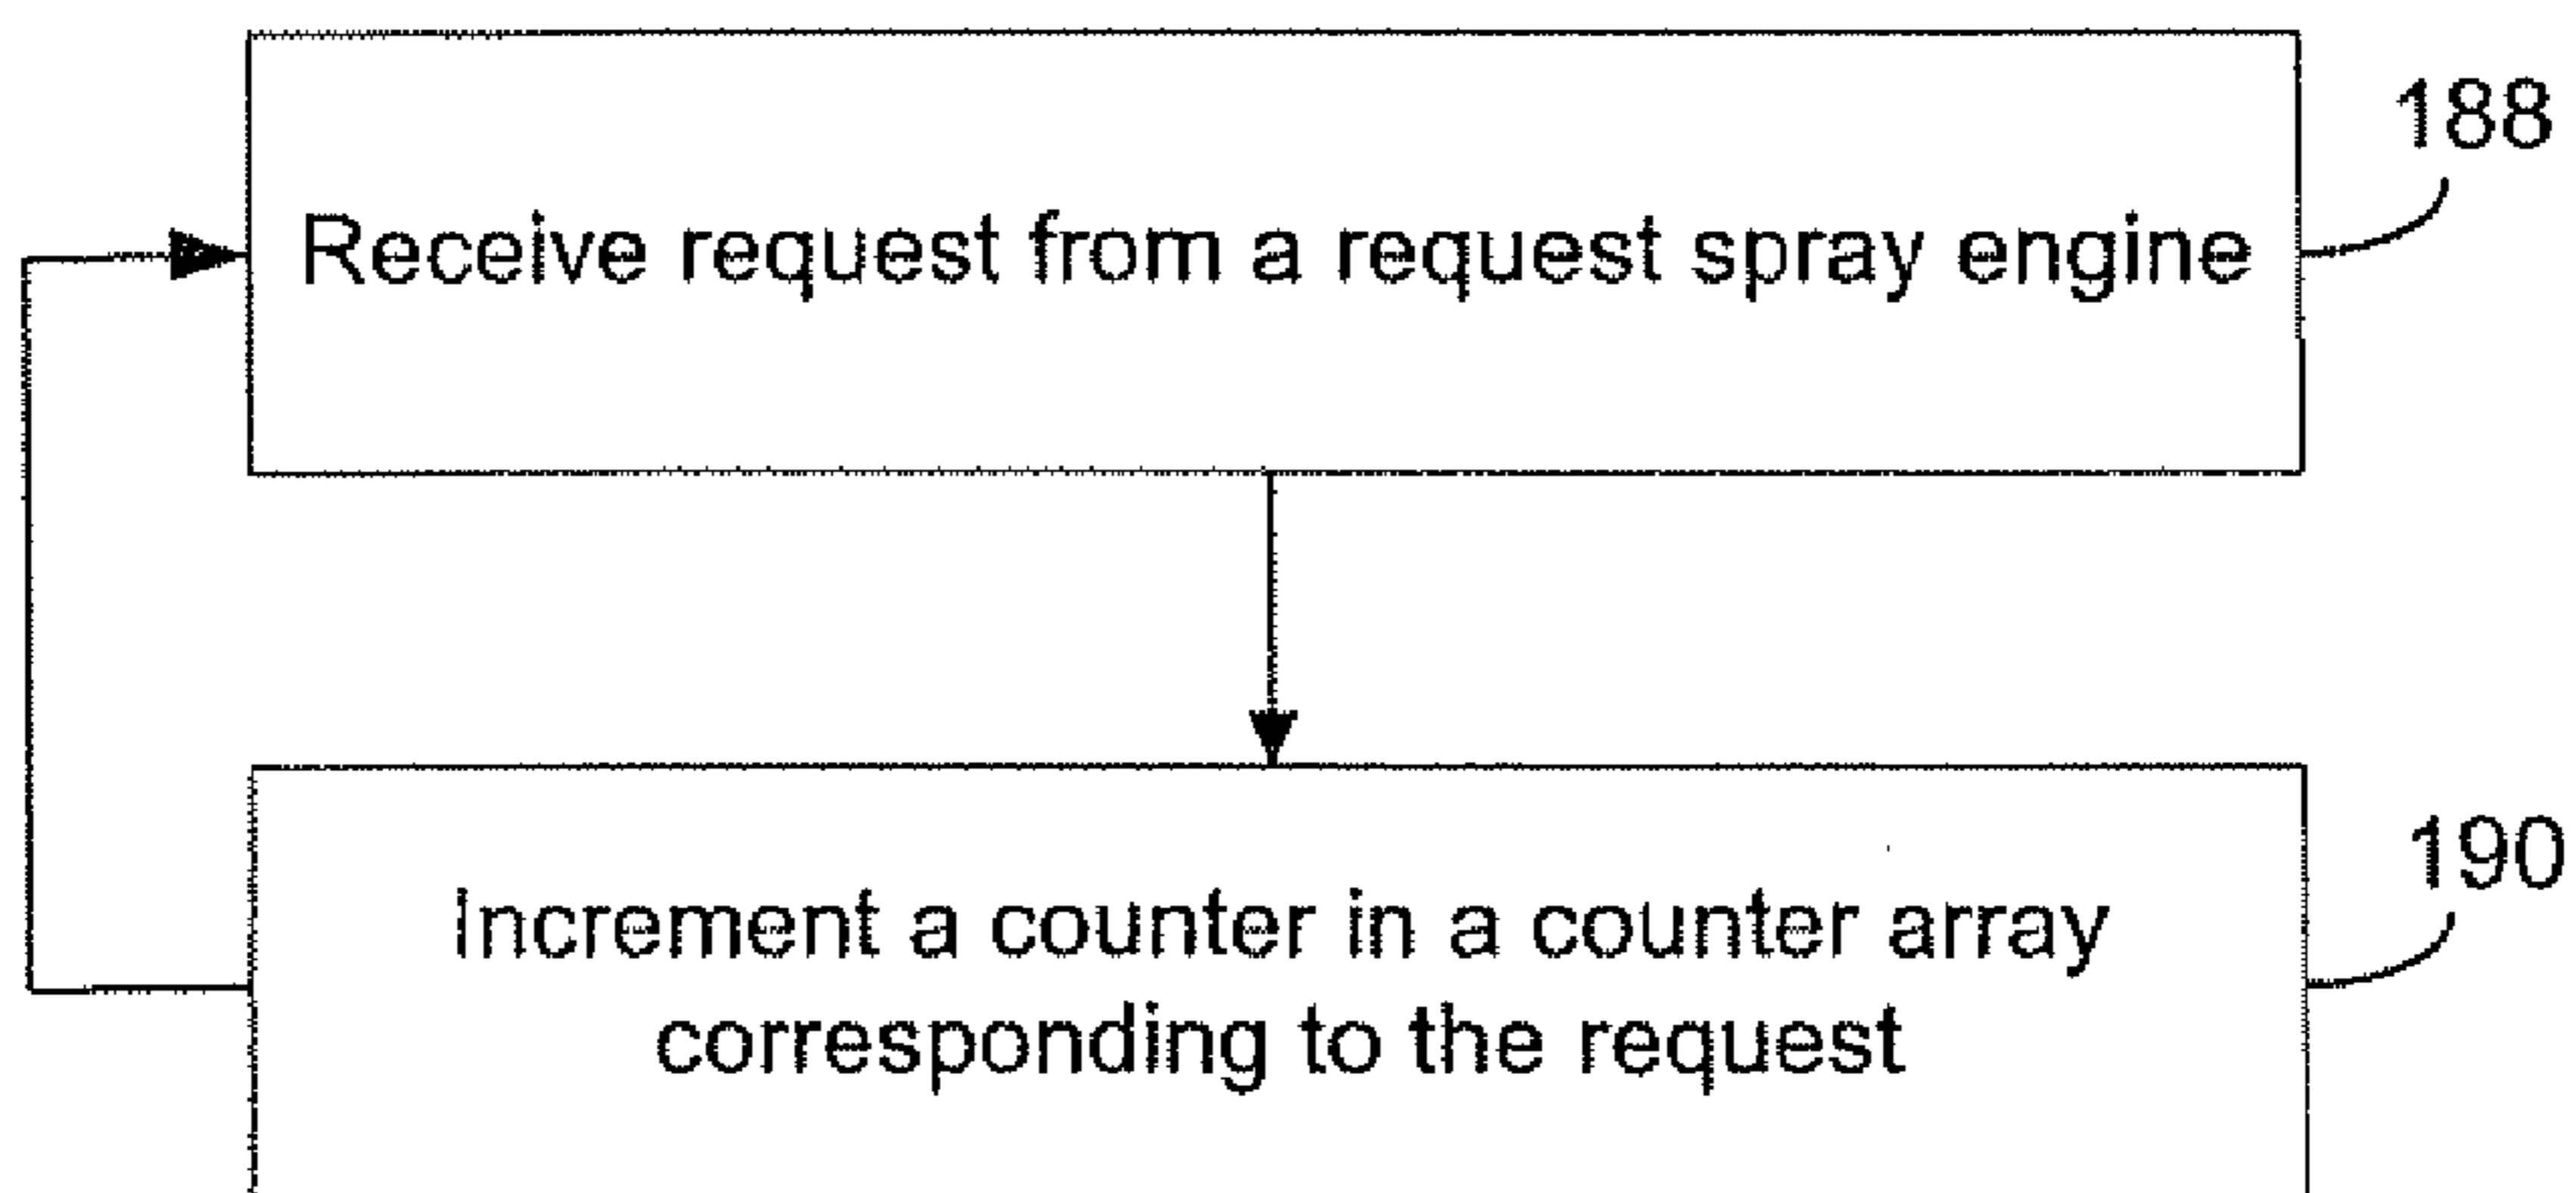 188
Receive request from a request spray engine
190
Increment a counter in a counter array
corresponding to the request